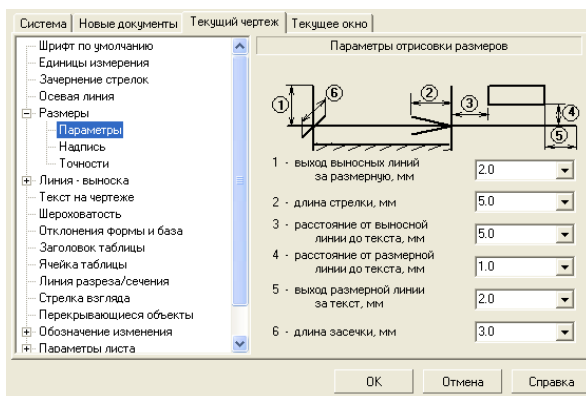 Система Новые документы Текущий чертеж Текущее окно
Шрифт по умолчанию
Единицы измерения
Зачернение стрелок
Осевая линия
Размеры
Параметры
Надпись
Точности
Линия - выноска
Текст на чертеже
Шероховатость
Отклонения формы и база
Заголовок таблицы
Ячейка таблицы
Линия разреза/сечения
Стрелка взгляда
Перекрывающиеся объекты
Обозначение изменения
Параметры листа
Параметры отрисовки размеров
1 6 2 3 4 5
1 - выход выносных линий
за размерную, мм 2.0
2 - длина стрелки, мм 5.0
3 - расстояние от выносной
линии до текста, мм 5.0
4 - расстояние от размерной
линии до текста, мм 1.0
5 - выход размерной линии
за текст, мм 2.0
6 - длина засечки, мм 3.0
OK Отмена Справка